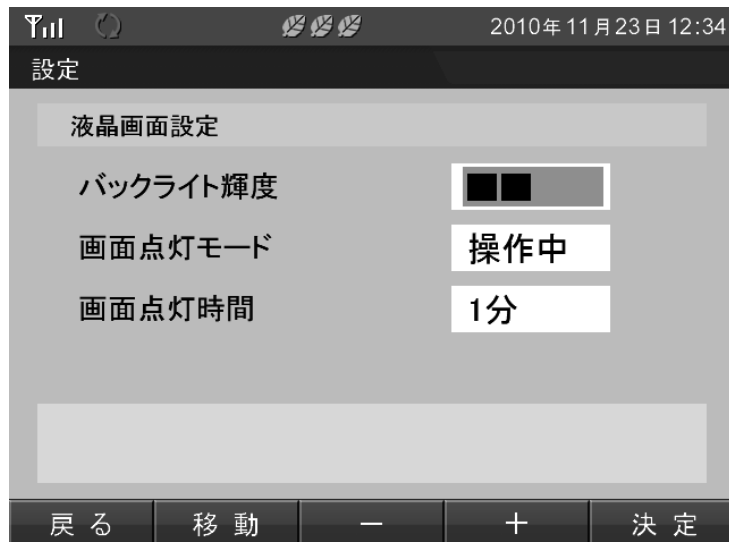 2010年11月23日 12:34
設定
液晶画面設定
バックライト輝度
画面点灯モード 操作中
画面点灯時間 1分
戻る 移動 － ＋ 決定